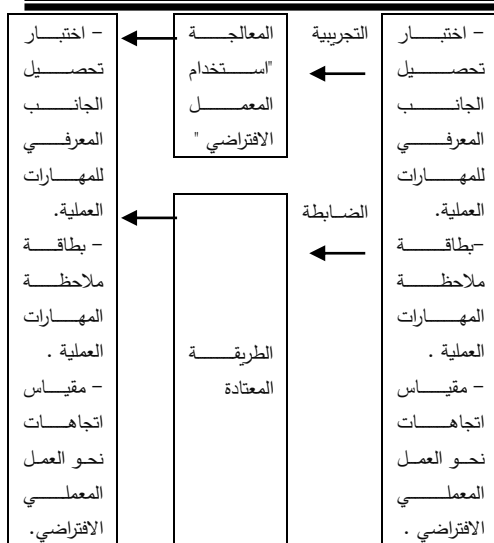 - اختبار
تحصيل
الجانب
المعرفي
للمهارات
العملية.
-بطاقة
ملاحظة
المهارات
العملية .
- مقياس
اتجاهات
نحو العمل
المعملي
الافتراضي .
التجريبية
الضابطة
المعالجة
"استخدام
المعمل
الافتراضي "
الطريقة
المعتادة
- اختبار
تحصيل
الجانب
المعرفي
للمهارات
العملية.
- بطاقة
ملاحظة
المهارات
العملية .
- مقياس
اتجاهات
نحو العمل
المعملي
الافتراضي.